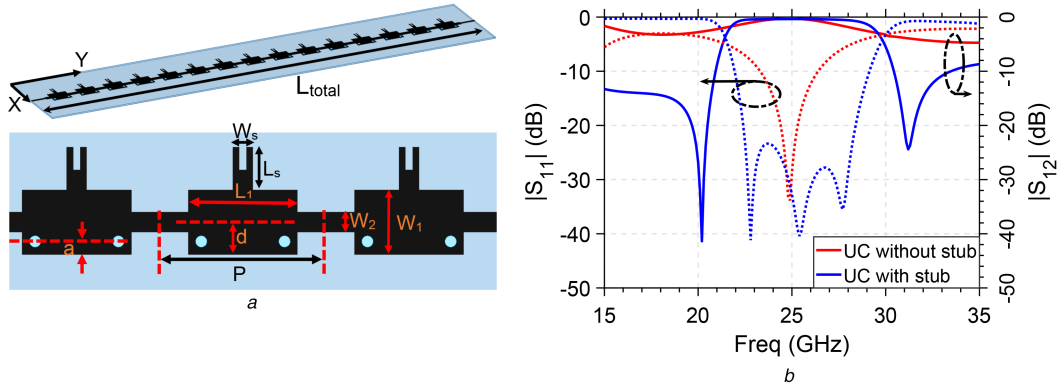 Y
X
L_total
W_s
L_s
L_1
W_2
W_1
d
a
P
a
0
-10
-20
-30
-40
-50
|S_11| (dB)
15
20
25
30
35
Freq (GHz)
0
-10
-20
-30
-40
-50
|S_12| (dB)
UC without stub
UC with stub
b